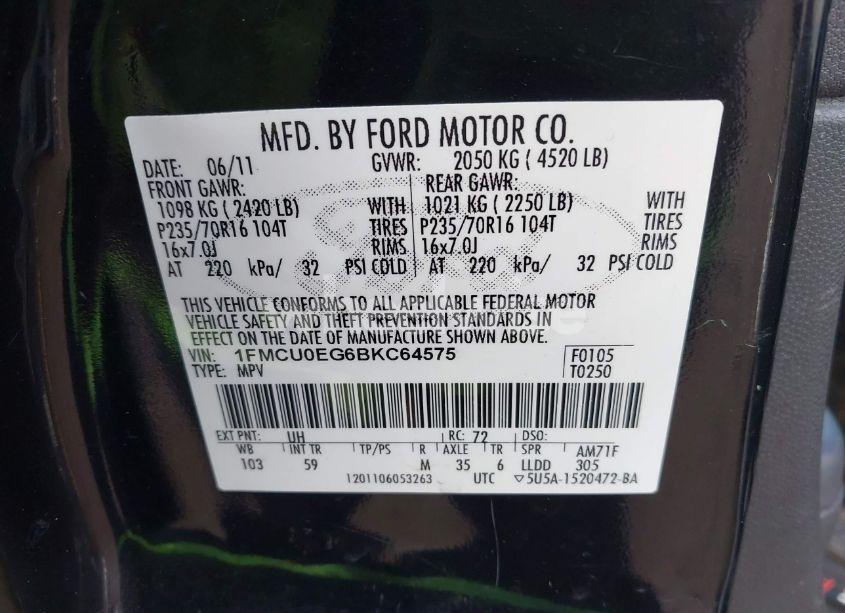 MFD. BY FORD MOTOR CO.
DATE: 06/11 GVWR: 2050 KG ( 4520 LB)
FRONT GAWR: REAR GAWR:
1098 KG ( 2420 LB) WITH 1021 KG ( 2250 LB) WITH
P235/70R16 104T TIRES P235/70R16 104T TIRES
16x7.0J RIMS 16x7.0J RIMS
AT 220 kPa/ 32 PSI COLD AT 220 kPa/ 32 PSI COLD
THIS VEHICLE CONFORMS TO ALL APPLICABLE FEDERAL MOTOR
VEHICLE SAFETY AND THEFT PREVENTION STANDARDS IN
EFFECT ON THE DATE OF MANUFACTURE SHOWN ABOVE.
VIN: 1FMCU0EG6BKC64575 F0105
TYPE: MPV T0250
EXT PNT: UH RC: 72 DSO:
WB INT TR TP/PS R AXLE TR SPR AM71F
103 59 M 35 6 LLDD 305
1201106053263 UTC ▽5U5A-1520472-BA